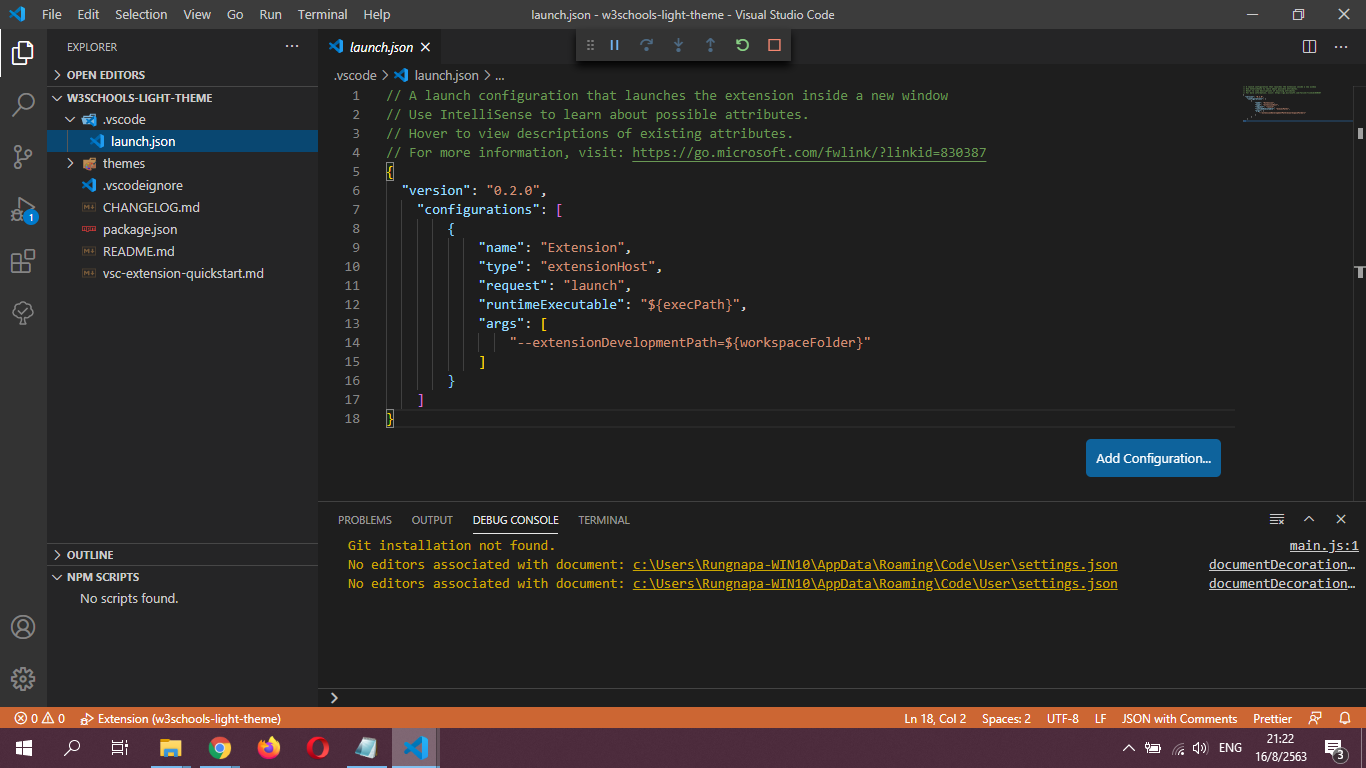 File Edit Selection View Go Run Terminal Help
launch.json - w3schools-light-theme - Visual Studio Code
EXPLORER
OPEN EDITORS
W3SCHOOLS-LIGHT-THEME
.vscode
launch.json
themes
.vscodeignore
CHANGELOG.md
package.json
README.md
vsc-extension-quickstart.md
OUTLINE
NPM SCRIPTS
No scripts found.
1
launch.json
.vscode > launch.json > ...
1 // A launch configuration that launches the extension inside a new window
2 // Use IntelliSense to learn about possible attributes.
3 // Hover to view descriptions of existing attributes.
4 // For more information, visit: https://go.microsoft.com/fwlink/?linkid=830387
5 {
6 "version": "0.2.0",
7 "configurations": [
8 {
9 "name": "Extension",
10 "type": "extensionHost",
11 "request": "launch",
12 "runtimeExecutable": "${execPath}",
13 "args": [
14 "--extensionDevelopmentPath=${workspaceFolder}"
15 ]
16 }
17 ]
18 }
Add Configuration...
PROBLEMS OUTPUT DEBUG CONSOLE TERMINAL
Git installation not found. main.js:1
No editors associated with document: c:\Users\Rungnapa-WIN10\AppData\Roaming\Code\User\settings.json documentDecoration...
No editors associated with document: c:\Users\Rungnapa-WIN10\AppData\Roaming\Code\User\settings.json documentDecoration...
0 0 Extension (w3schools-light-theme) Ln 18, Col 2 Spaces: 2 UTF-8 LF JSON with Comments Prettier
ENG
21:22
16/8/2563
3